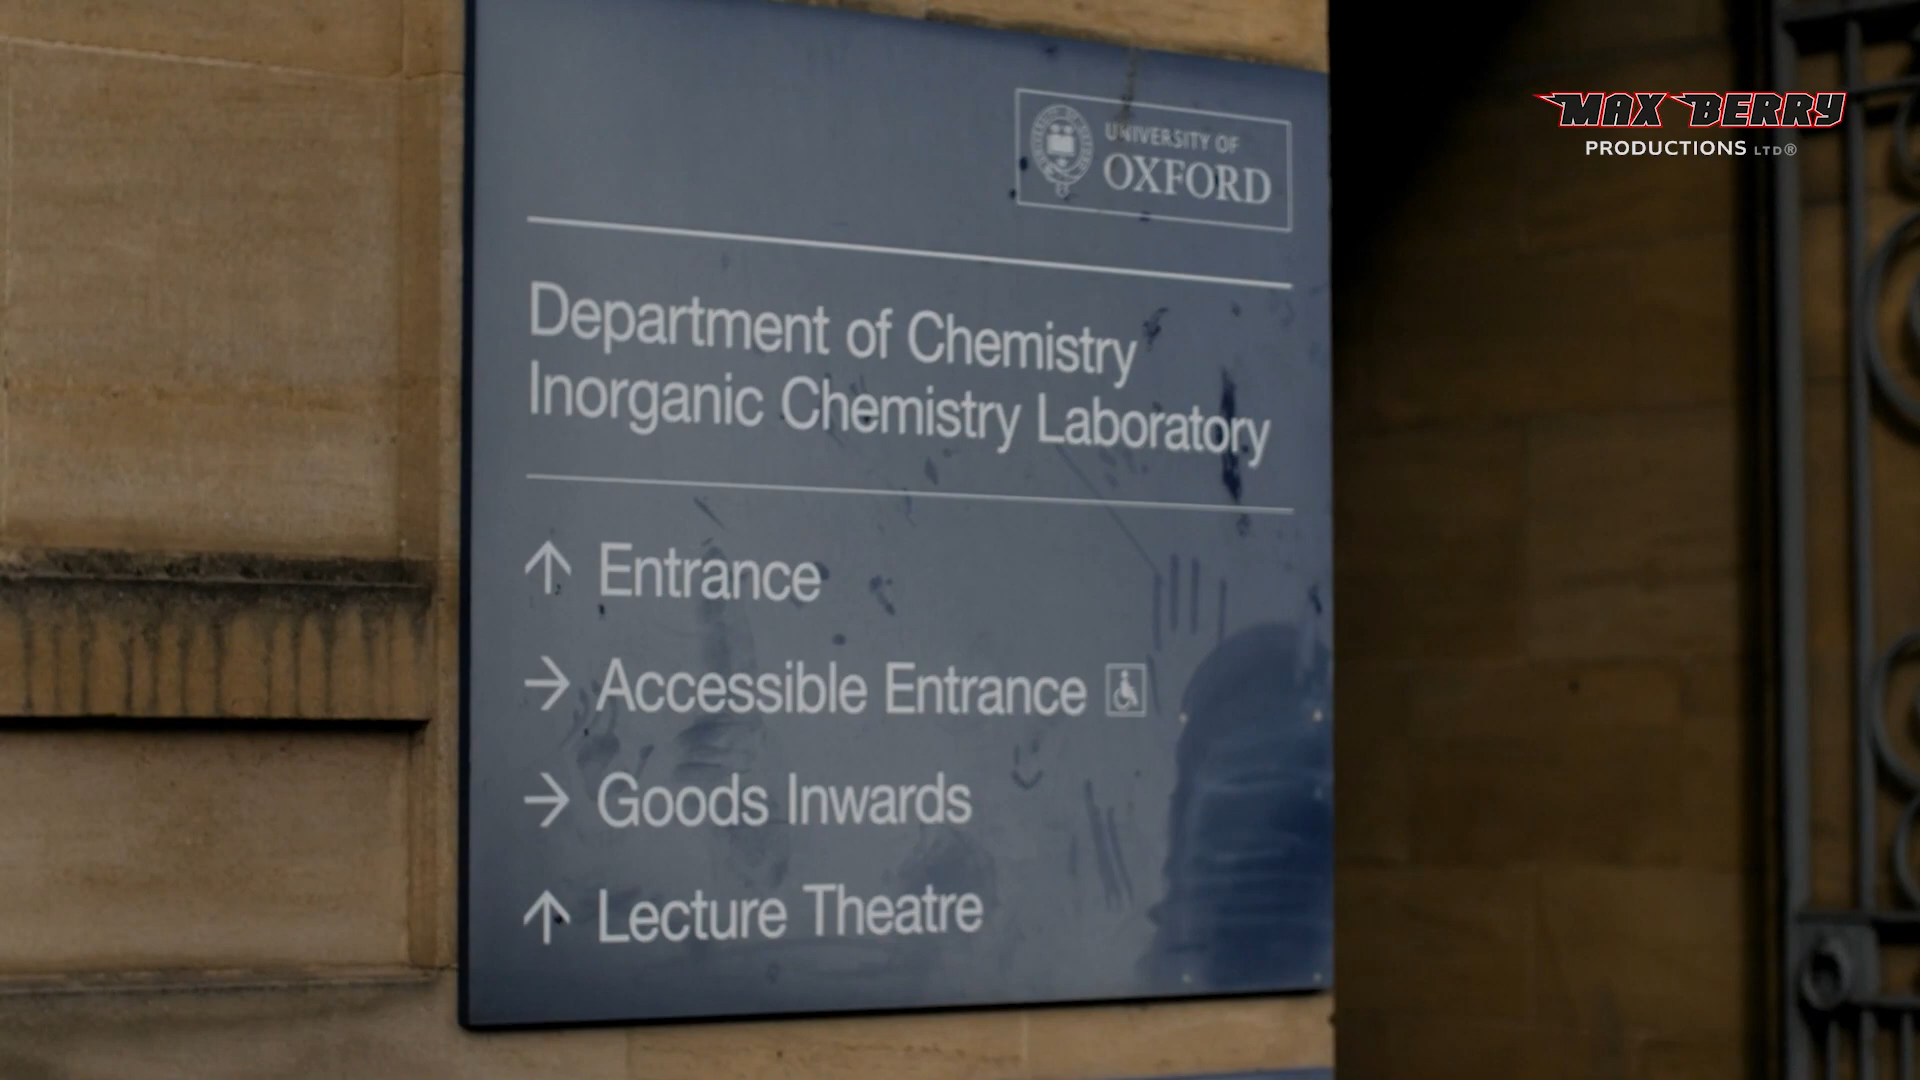 MAX BERRY
PRODUCTIONS LTD®
UNIVERSITY OF
OXFORD
Department of Chemistry
Inorganic Chemistry Laboratory
↑ Entrance
→ Accessible Entrance
→ Goods Inwards
↑ Lecture Theatre